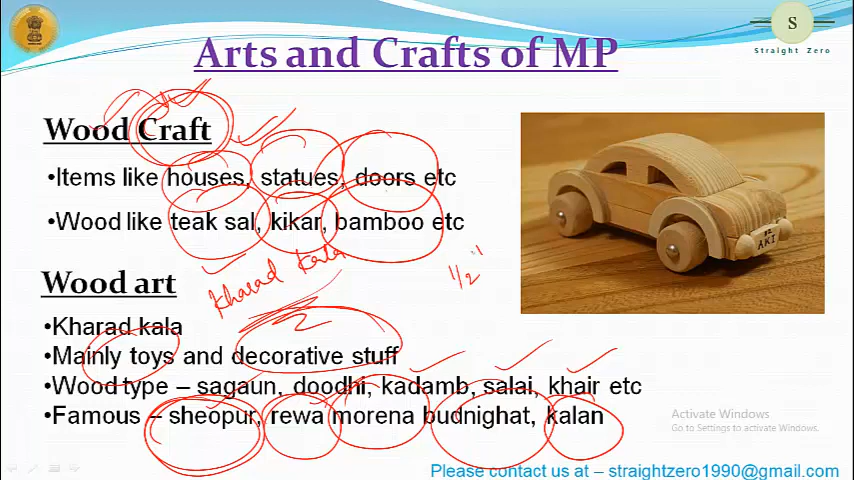 S
Straight Zero
Arts and Crafts of MP
Wood Craft
•Items like houses, statues, doors etc
•Wood like teak sal, kikar, bamboo etc
Kharad Kala
1/2
Wood art
•Kharad kala
•Mainly toys and decorative stuff
•Wood type – sagaun, doodhi, kadamb, salai, khair etc
•Famous – sheopur, rewa morena budnighat, kalan
AKI
Activate Windows
Go to Settings to activate Windows.
Please contact us at – straightzero1990@gmail.com